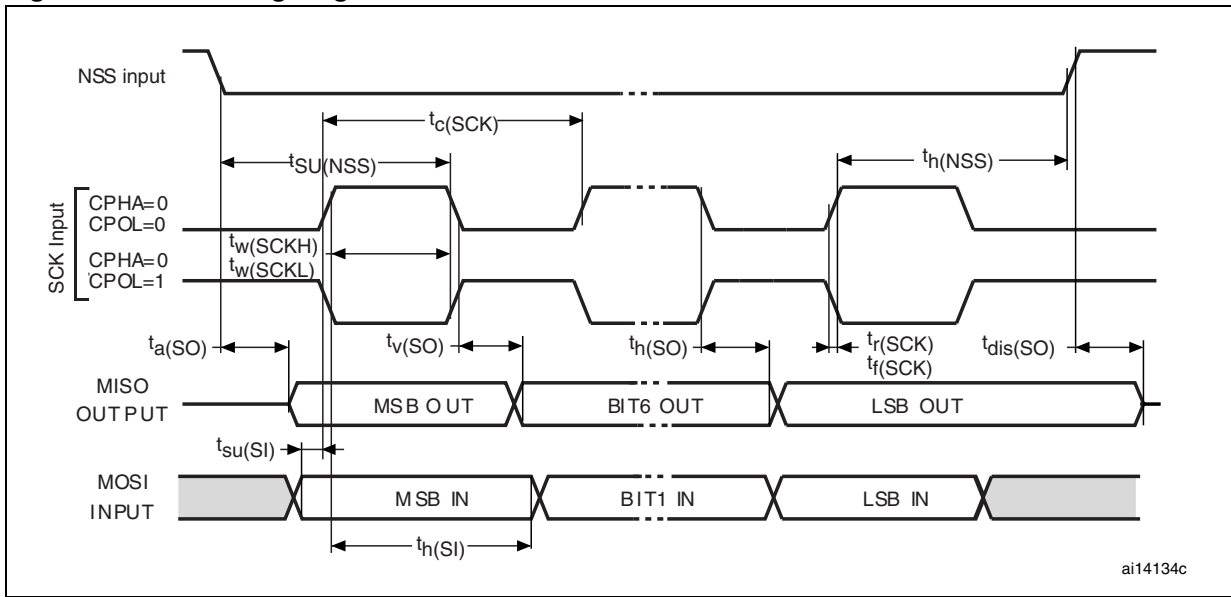 NSS input
tc(SCK)
tSU(NSS)
th(NSS)
SCK Input
CPHA=0
CPOL=0
tw(SCKH)
tw(SCKL)
CPHA=0
CPOL=1
ta(SO)
tv(SO)
th(SO)
tr(SCK)
tf(SCK)
tdis(SO)
MISO
OUTPUT
MSB OUT
BIT6 OUT
LSB OUT
tsu(SI)
MOSI
INPUT
MSB IN
BIT1 IN
LSB IN
th(SI)
ai14134c